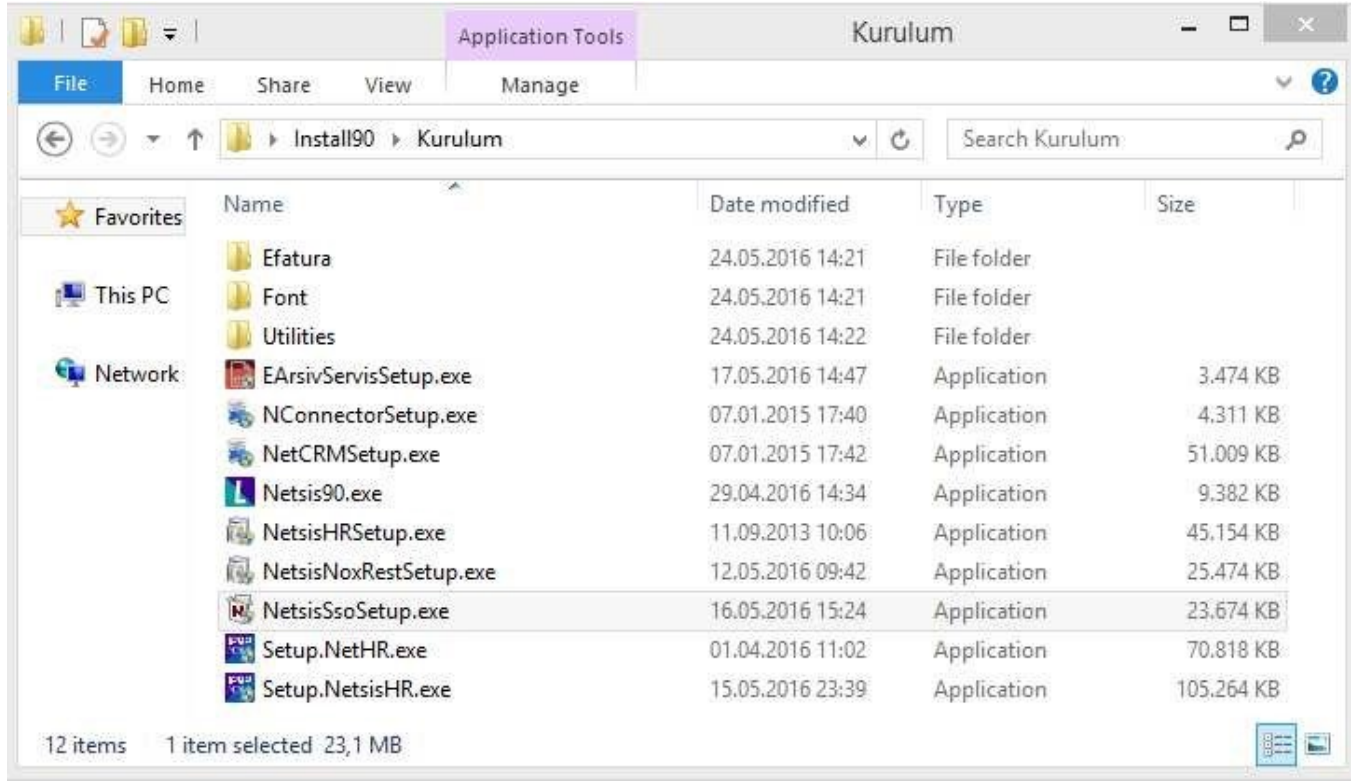 Application Tools Kurulum
File Home Share View Manage
Install90 Kurulum Search Kurulum
Name Date modified Type Size
Favorites
This PC
Network
Efatura 24.05.2016 14:21 File folder
Font 24.05.2016 14:21 File folder
Utilities 24.05.2016 14:22 File folder
EArsivServisSetup.exe 17.05.2016 14:47 Application 3.474 KB
NConnectorSetup.exe 07.01.2015 17:40 Application 4.311 KB
NetCRMSetup.exe 07.01.2015 17:42 Application 51.009 KB
Netsis90.exe 29.04.2016 14:34 Application 9.382 KB
NetsisHRSetup.exe 11.09.2013 10:06 Application 45.154 KB
NetsisNoxRestSetup.exe 12.05.2016 09:42 Application 25.474 KB
NetsisSsoSetup.exe 16.05.2016 15:24 Application 23.674 KB
Setup.NetHR.exe 01.04.2016 11:02 Application 70.818 KB
Setup.NetsisHR.exe 15.05.2016 23:39 Application 105.264 KB
12 items 1 item selected 23,1 MB